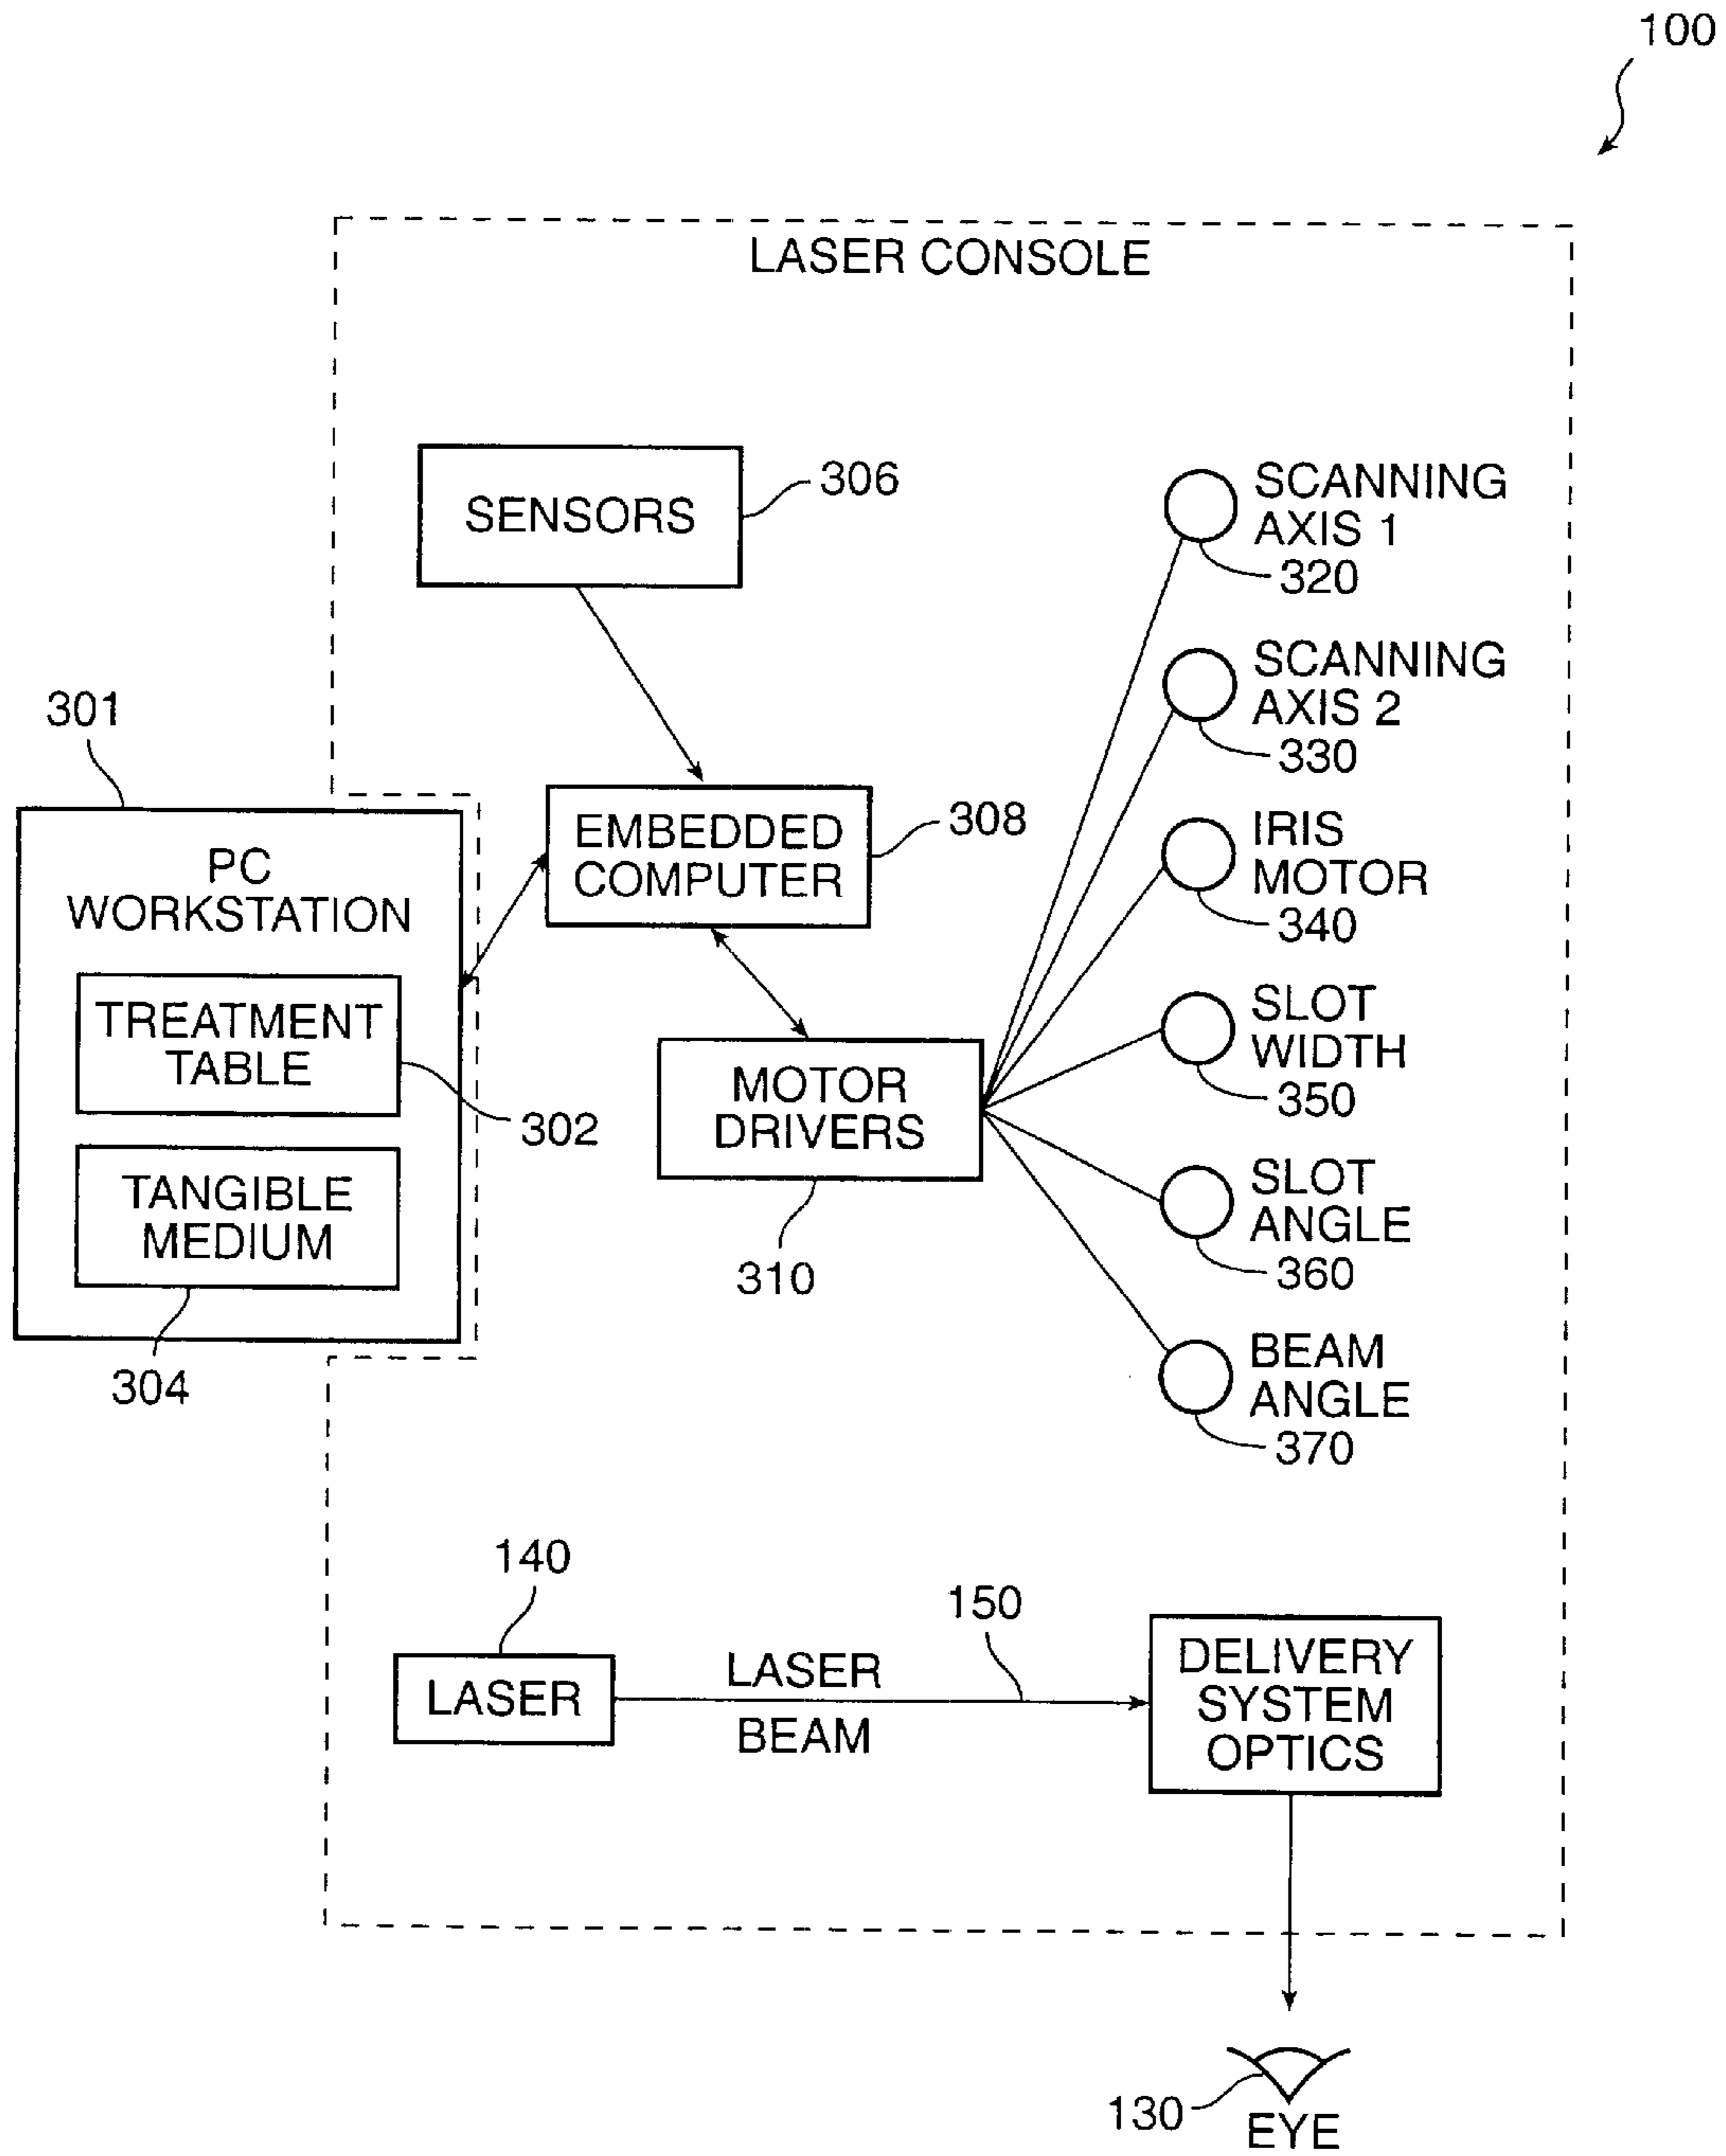 100
LASER CONSOLE
SENSORS
306
SCANNING
AXIS 1
320
SCANNING
AXIS 2
330
301
PC
WORKSTATION
TREATMENT
TABLE
302
TANGIBLE
MEDIUM
304
EMBEDDED
COMPUTER
308
IRIS
MOTOR
340
MOTOR
DRIVERS
310
SLOT
WIDTH
350
SLOT
ANGLE
360
BEAM
ANGLE
370
140
LASER
LASER
BEAM
150
DELIVERY
SYSTEM
OPTICS
130
EYE